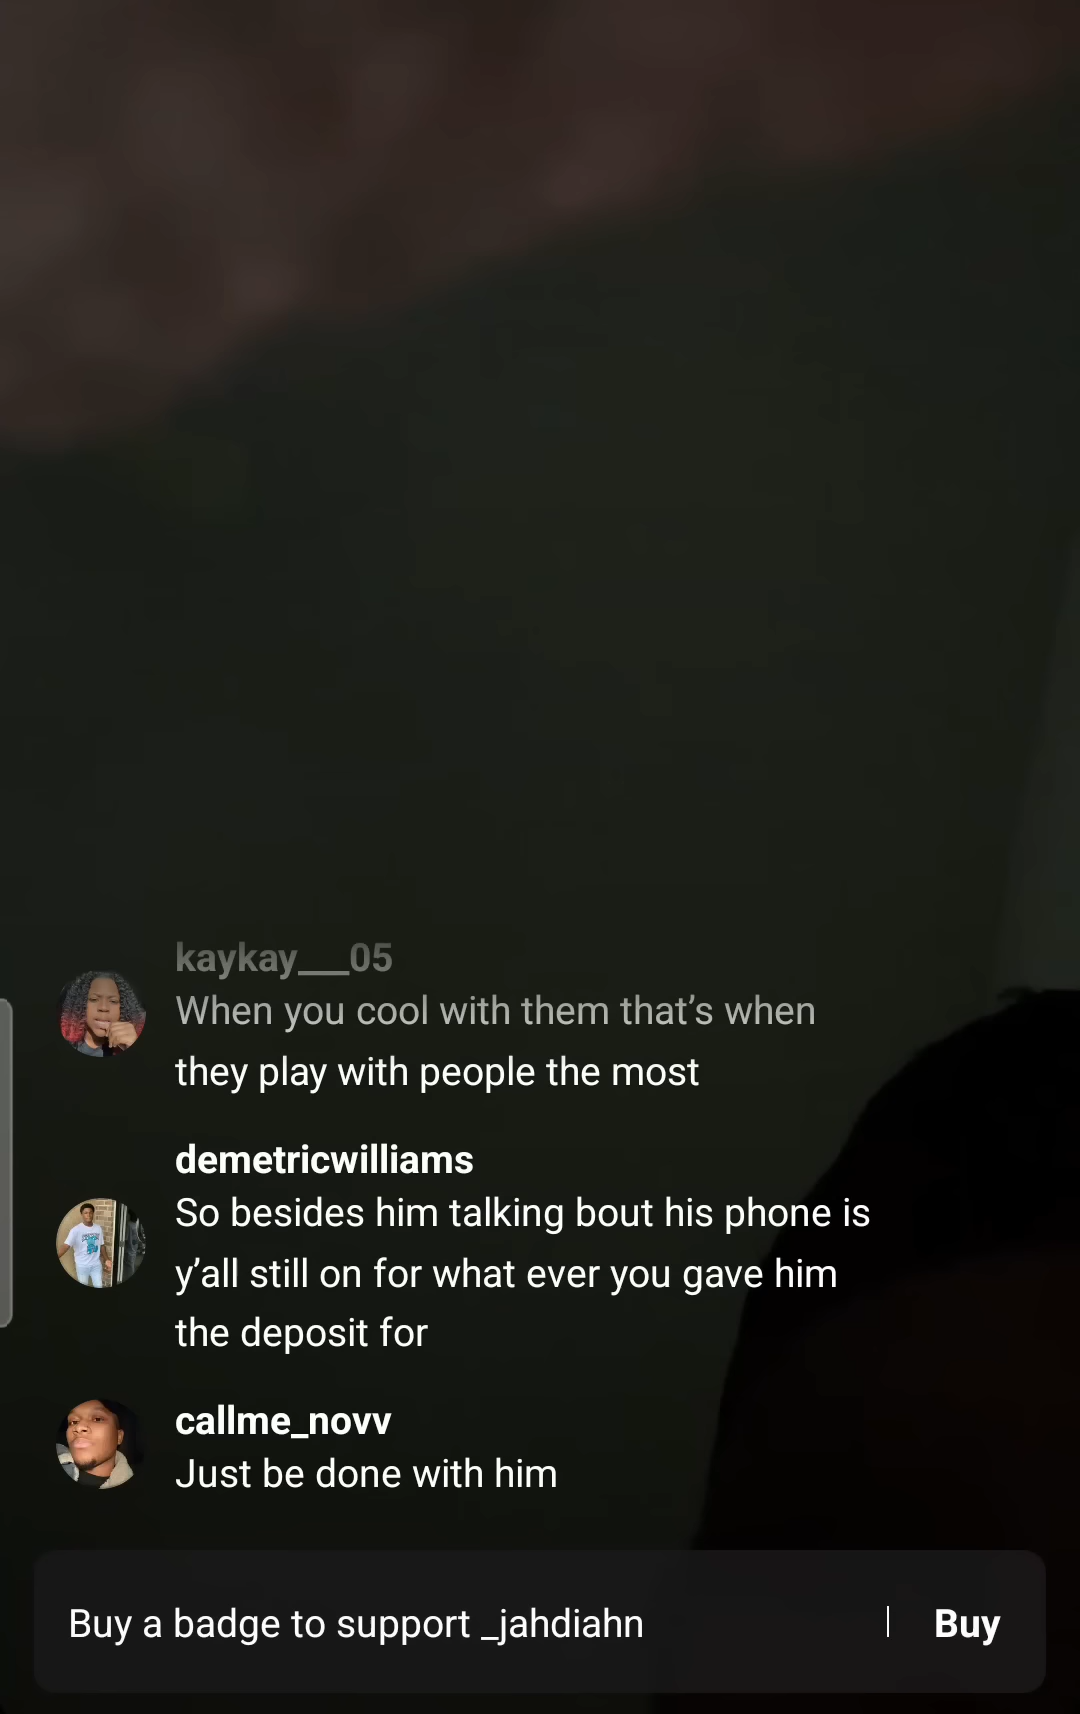 kaykay___05
When you cool with them that’s when
they play with people the most
demetricwilliams
So besides him talking bout his phone is
y’all still on for what ever you gave him
the deposit for
callme_novv
Just be done with him
Buy a badge to support _jahdiahn | Buy